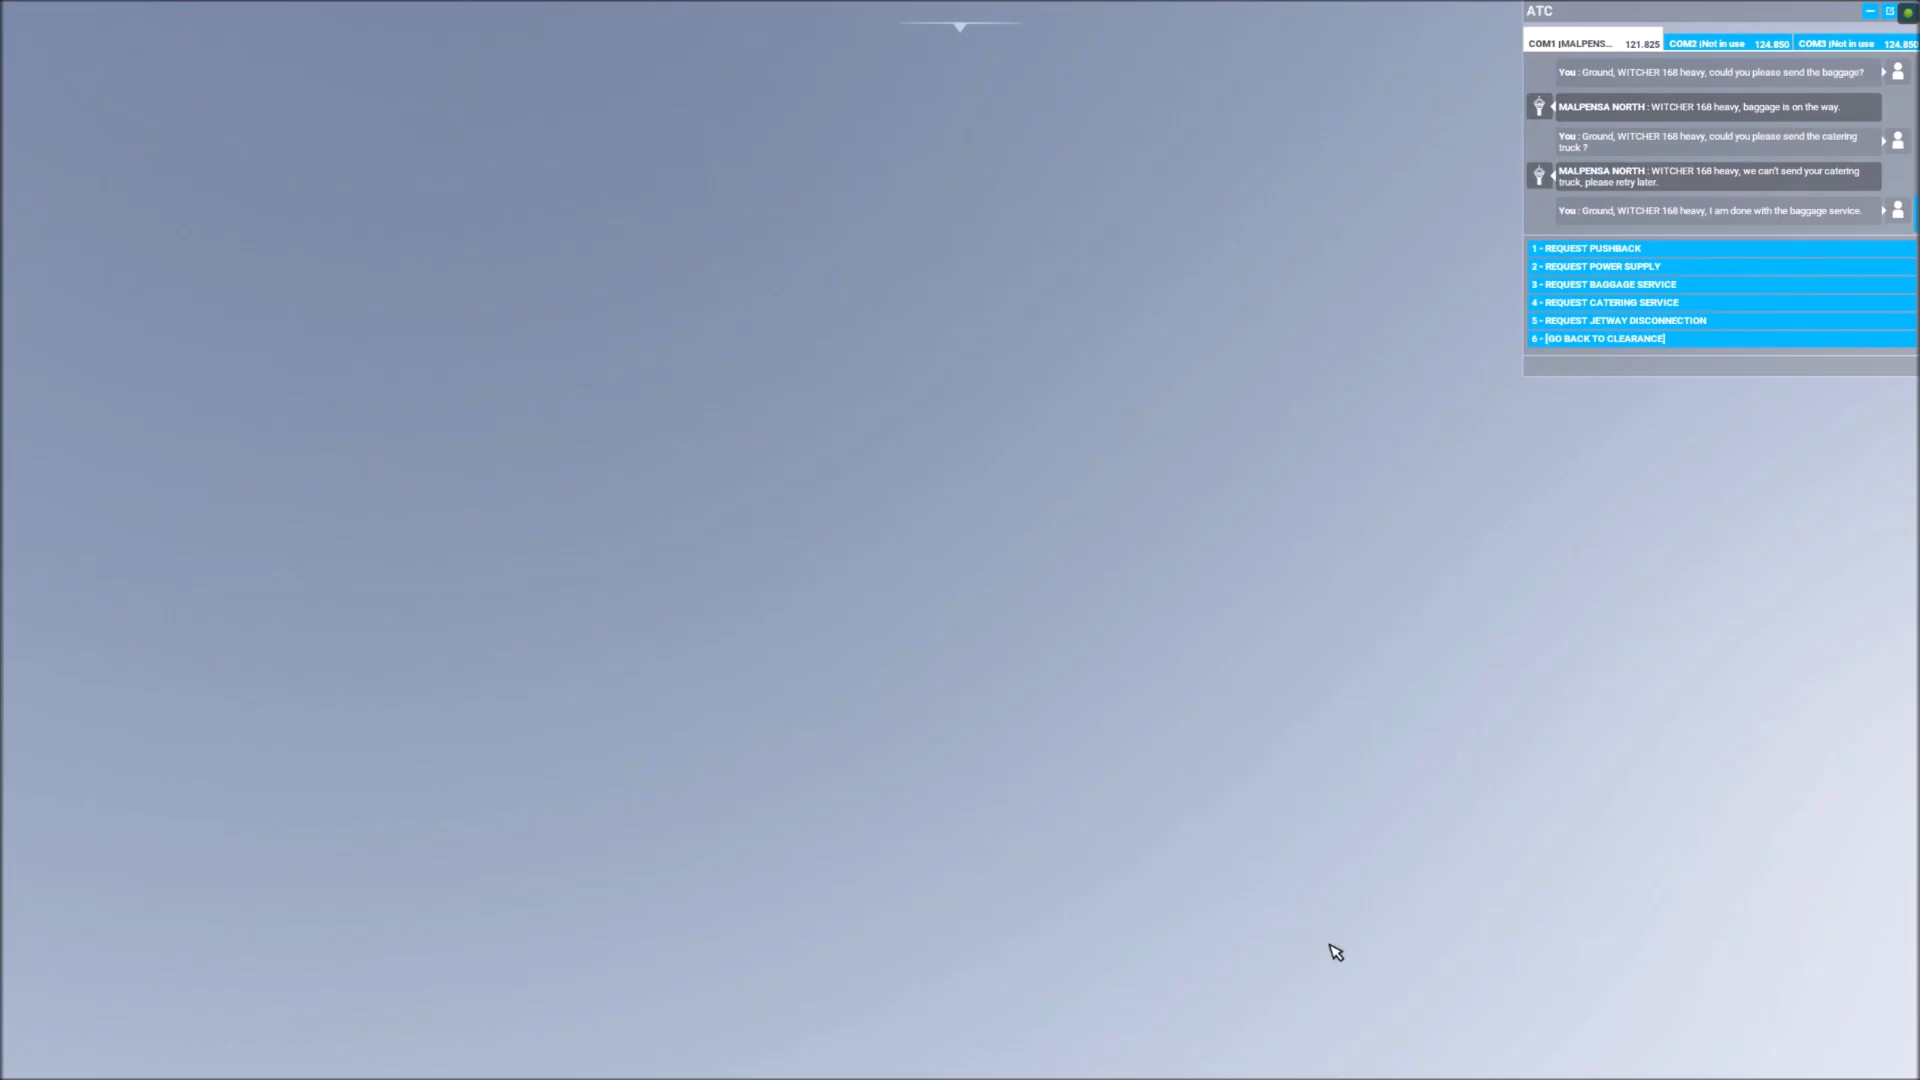 ATC
COM1 |MALPENS... 121.825 COM2 |Not in use 124.850 COM3 |Not in use 124.850
You : Ground, WITCHER 168 heavy, could you please send the baggage?
MALPENSA NORTH : WITCHER 168 heavy, baggage is on the way.
You : Ground, WITCHER 168 heavy, could you please send the catering
truck ?
MALPENSA NORTH : WITCHER 168 heavy, we can't send your catering
truck, please retry later.
You : Ground, WITCHER 168 heavy, I am done with the baggage service.
1 - REQUEST PUSHBACK
2 - REQUEST POWER SUPPLY
3 - REQUEST BAGGAGE SERVICE
4 - REQUEST CATERING SERVICE
5 - REQUEST JETWAY DISCONNECTION
6 - [GO BACK TO CLEARANCE]